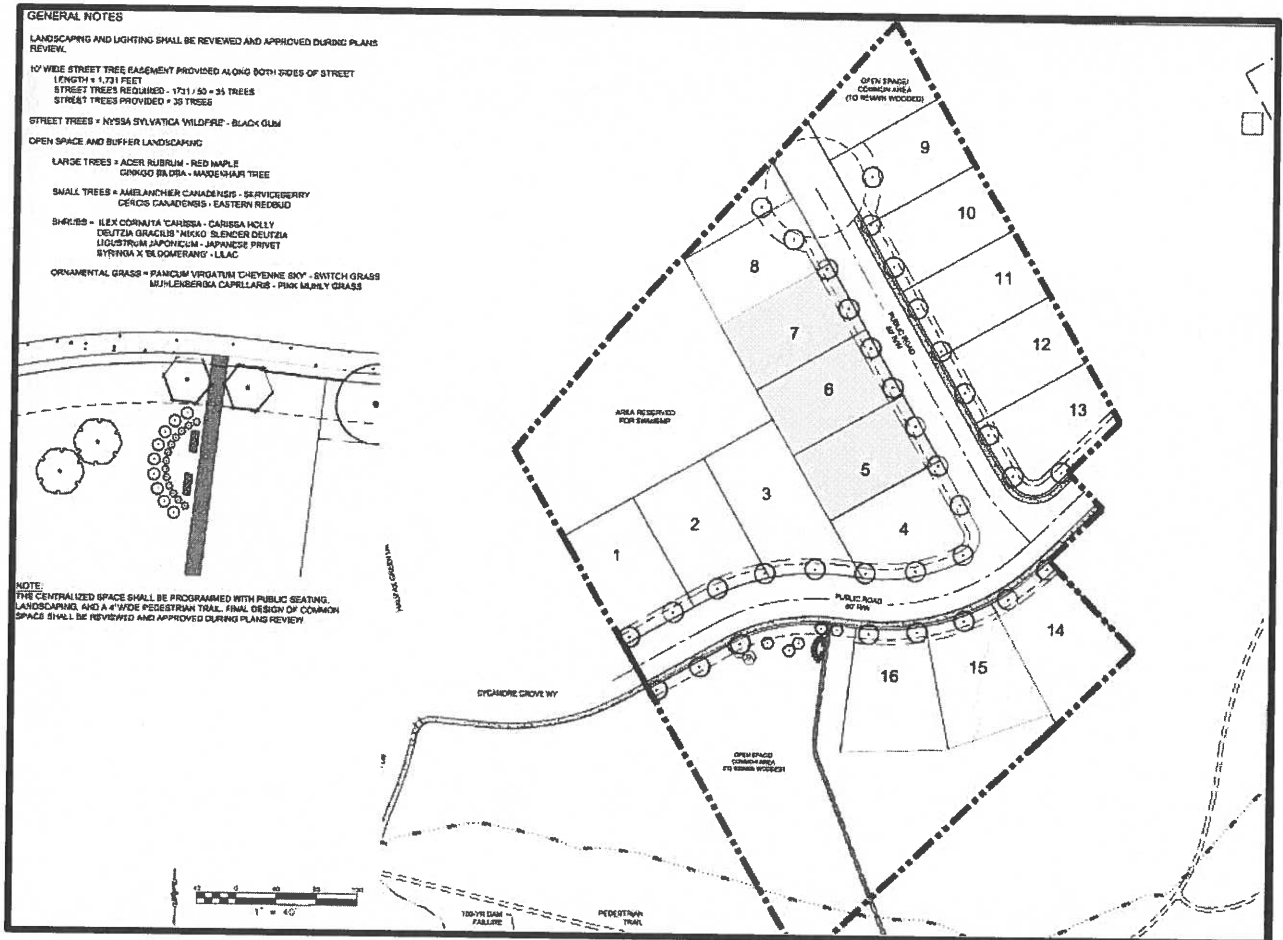 GENERAL NOTES
LANDSCAPING AND LIGHTING SHALL BE REVIEWED AND APPROVED DURING PLANS
REVIEW.
10' WIDE STREET TREE EASEMENT PROVIDED ALONG BOTH SIDES OF STREET
LENGTH = 1,731 FEET
STREET TREES REQUIRED - 1731 / 50 = 35 TREES
STREET TREES PROVIDED = 35 TREES
STREET TREES = NYSSA SYLVATICA 'WILDFIRE' - BLACK GUM
OPEN SPACE AND BUFFER LANDSCAPING
LARGE TREES = ACER RUBRUM - RED MAPLE
GINKGO BILOBA - MAIDENHAIR TREE
SMALL TREES = AMELANCHIER CANADENSIS - SERVICEBERRY
CERCIS CANADENSIS - EASTERN REDBUD
SHRUBS = ILEX CORNUTA 'CARISSA - CARISSA HOLLY
DEUTZIA GRACILIS 'NIKKO SLENDER DEUTZIA
LIGUSTRUM JAPONICUM - JAPANESE PRIVET
SYRINGA X 'BLOOMERANG' - LILAC
ORNAMENTAL GRASS = PANICUM VIRGATUM 'CHEYENNE SKY' - SWITCH GRASS
MUHLENBERGIA CAPILLARIS - PINK MUHLY GRASS
OPEN SPACE/
COMMON AREA
(TO REMAIN WOODED)
9
10
11
12
13
8
7
6
5
4
PUBLIC ROAD
60' R/W
AREA RESERVED
FOR SWM/BMP
3
2
1
PUBLIC ROAD
60' R/W
14
15
16
NOTE:
THE CENTRALIZED SPACE SHALL BE PROGRAMMED WITH PUBLIC SEATING,
LANDSCAPING, AND A 4' WIDE PEDESTRIAN TRAIL. FINAL DESIGN OF COMMON
SPACE SHALL BE REVIEWED AND APPROVED DURING PLANS REVIEW
HALIFAX GREEN
SYCAMORE GROVE WY
OPEN SPACE/
COMMON AREA
(TO REMAIN WOODED)
1" = 40'
100-YR DAM
FAILURE
PEDESTRIAN
TRAIL